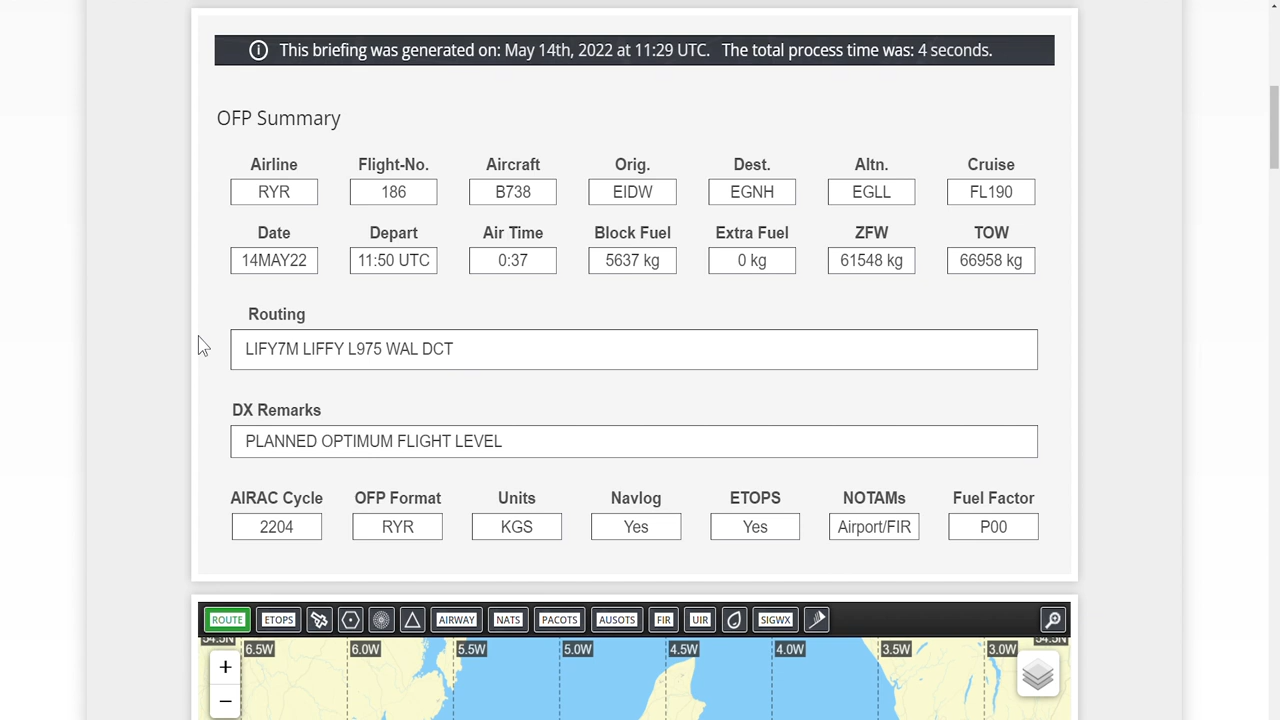 This briefing was generated on: May 14th, 2022 at 11:29 UTC. The total process time was: 4 seconds.
OFP Summary
Airline Flight-No. Aircraft Orig. Dest. Altn. Cruise
RYR 186 B738 EIDW EGNH EGLL FL190
Date Depart Air Time Block Fuel Extra Fuel ZFW TOW
14MAY22 11:50 UTC 0:37 5637 kg 0 kg 61548 kg 66958 kg
Routing
LIFY7M LIFFY L975 WAL DCT
DX Remarks
PLANNED OPTIMUM FLIGHT LEVEL
AIRAC Cycle OFP Format Units Navlog ETOPS NOTAMs Fuel Factor
2204 RYR KGS Yes Yes Airport/FIR P00
ROUTE ETOPS AIRWAY NATS PACOTS AUSOTS FIR UIR SIGWX
54.5N 54.5N
6.5W 6.0W 5.5W 5.0W 4.5W 4.0W 3.5W 3.0W
+
−